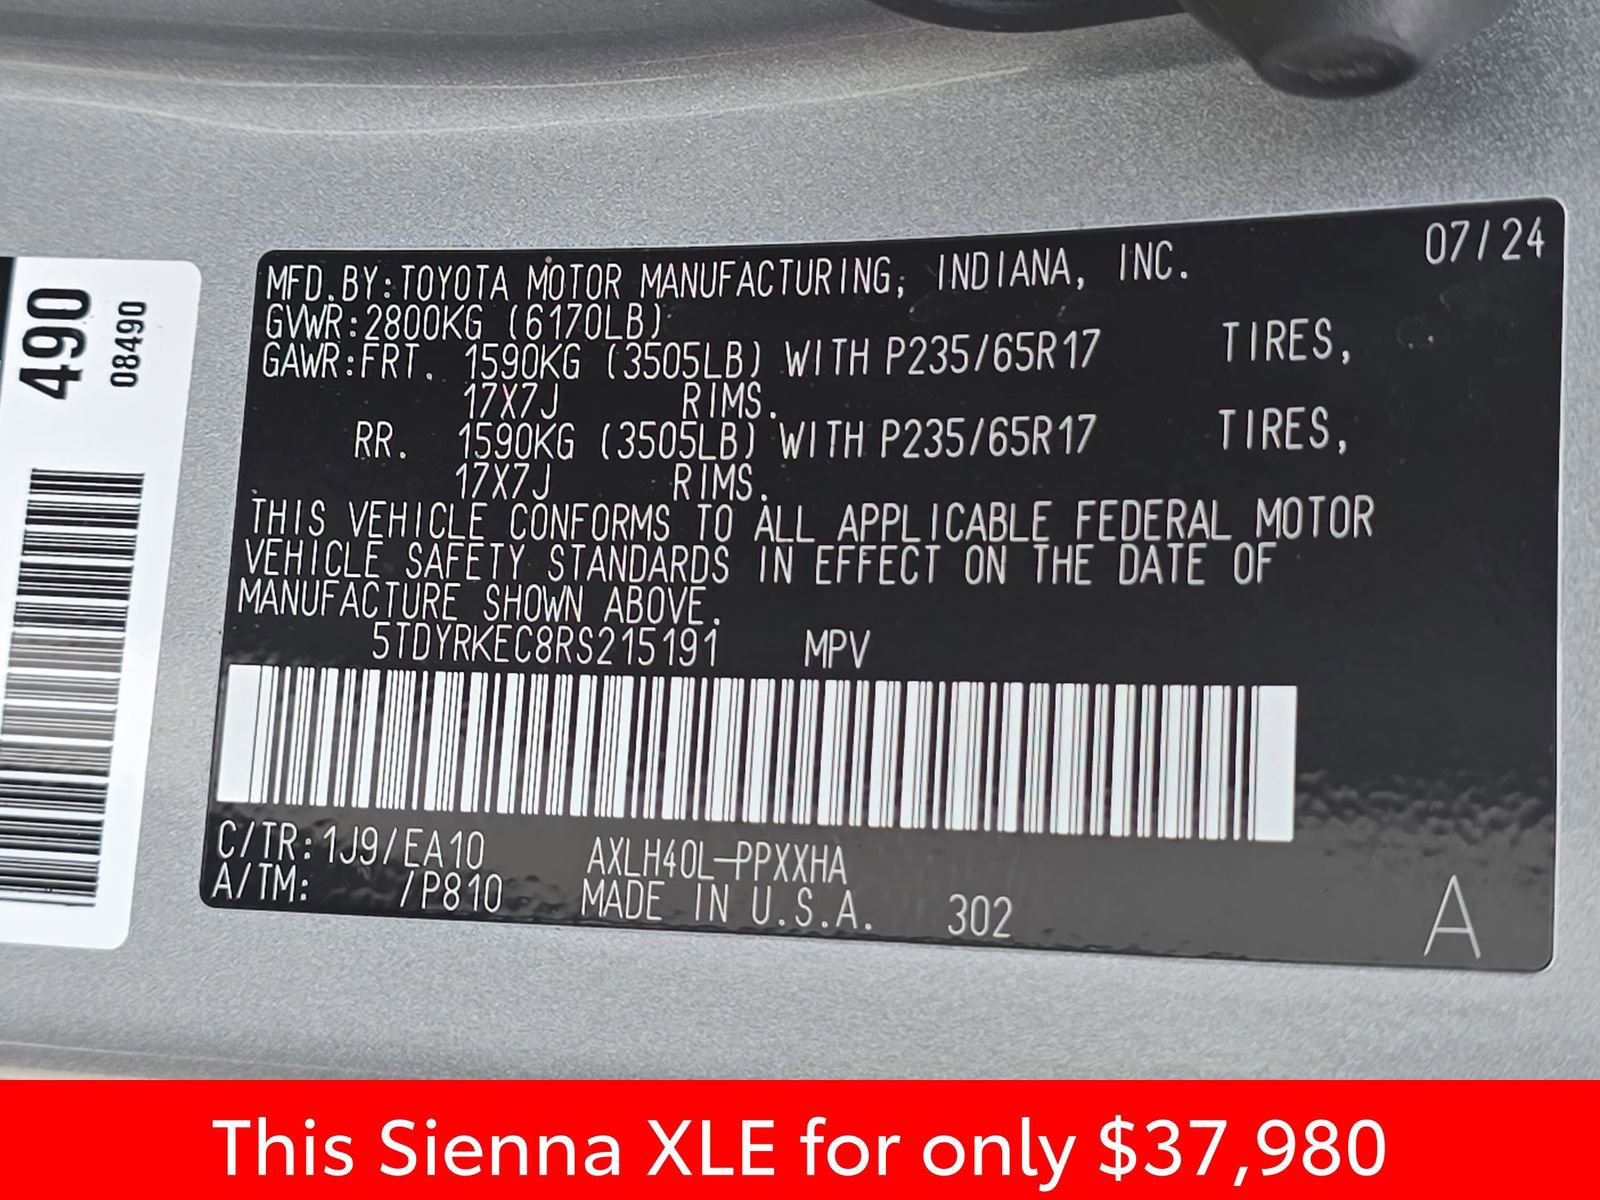 490
08490
07/24
MFD.BY:TOYOTA MOTOR MANUFACTURING, INDIANA, INC.
GVWR:2800KG (6170LB)
GAWR:FRT. 1590KG (3505LB) WITH P235/65R17 TIRES,
17X7J RIMS.
RR. 1590KG (3505LB) WITH P235/65R17 TIRES,
17X7J RIMS.
THIS VEHICLE CONFORMS TO ALL APPLICABLE FEDERAL MOTOR
VEHICLE SAFETY STANDARDS IN EFFECT ON THE DATE OF
MANUFACTURE SHOWN ABOVE.
5TDYRKEC8RS215191 MPV
C/TR:1J9/EA10 AXLH40L-PPXXHA
A/TM: /P810 MADE IN U.S.A. 302 A
This Sienna XLE for only $37,980